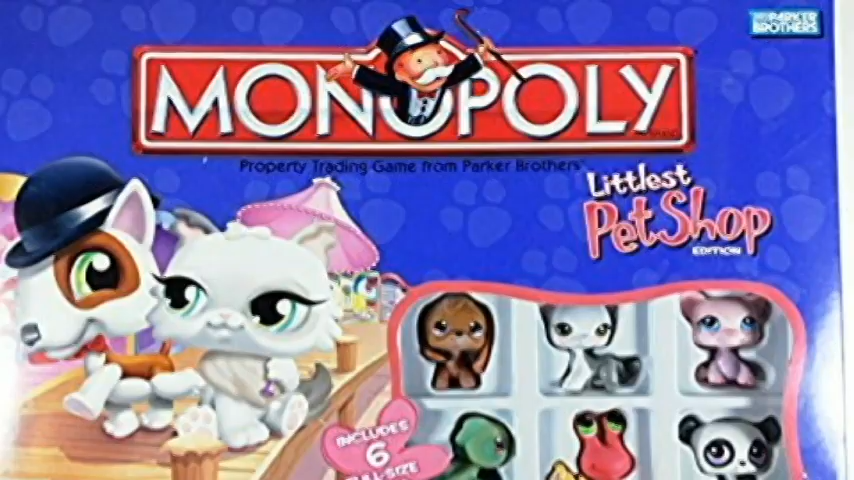 PARKER
BROTHERS
MONOPOLY
Property Trading Game from Parker Brothers
Littlest
PetShop
EDITION
INCLUDES
6